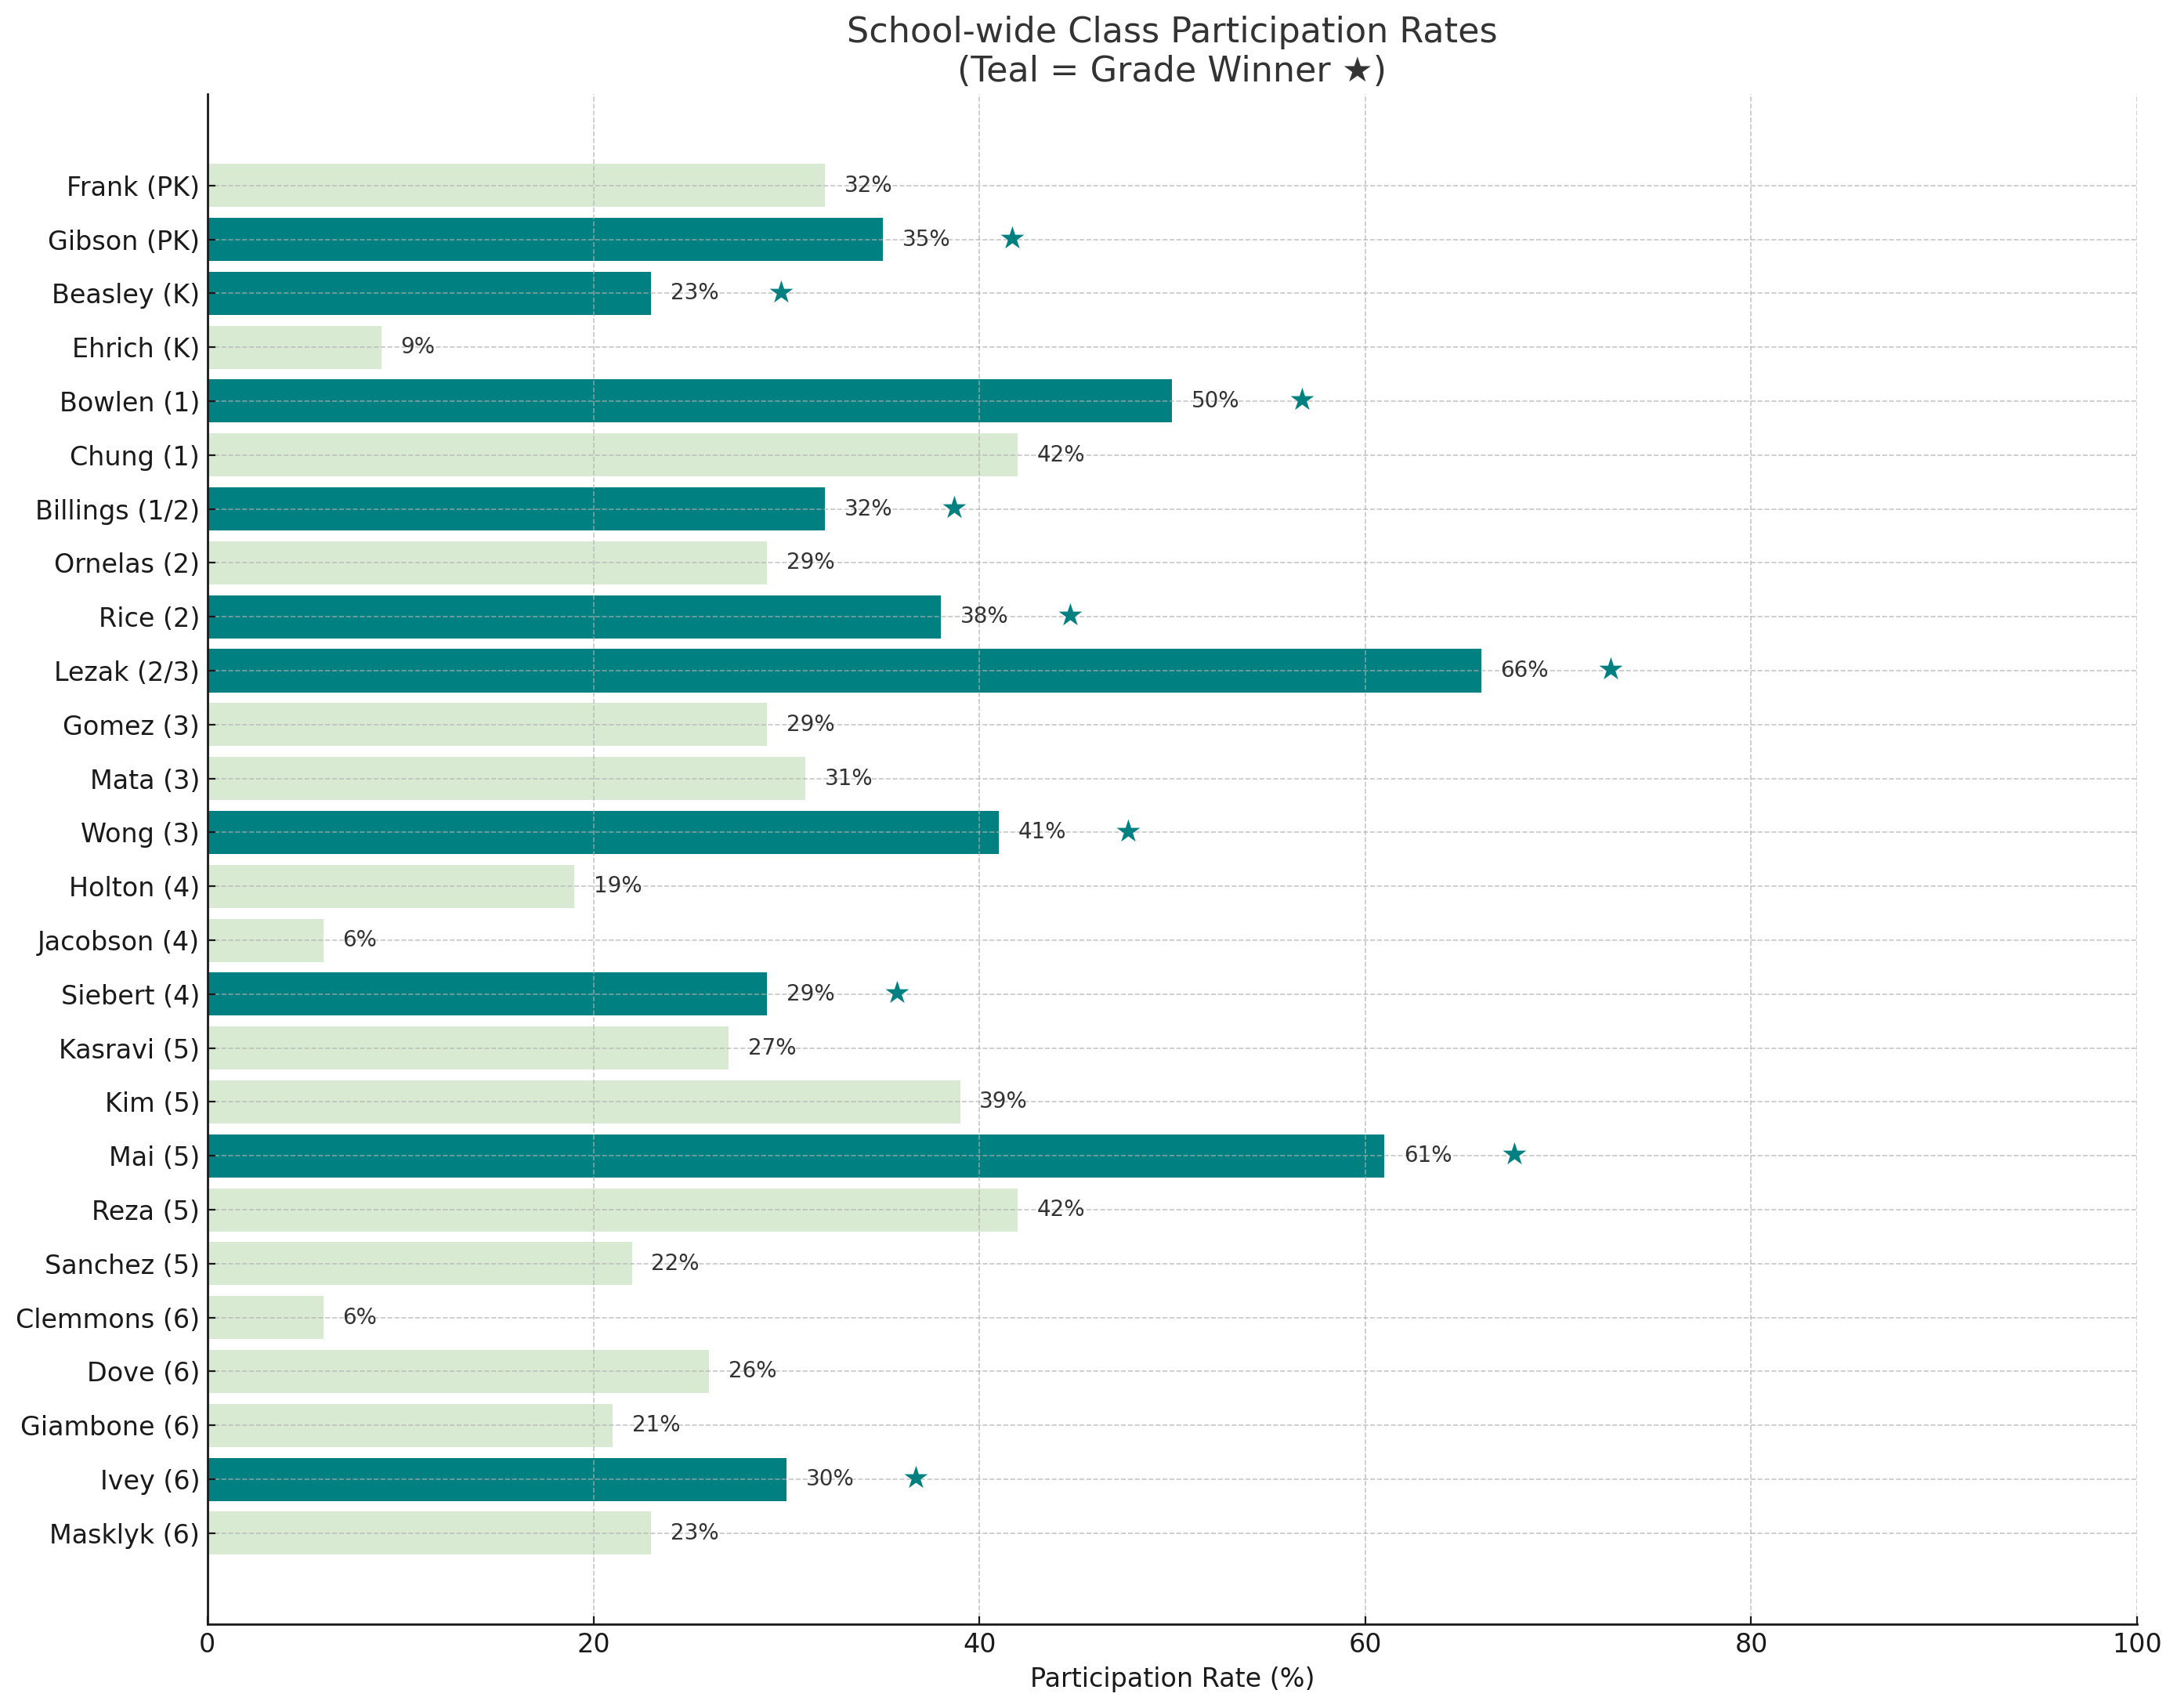 School-wide Class Participation Rates
(Teal = Grade Winner ★)
Frank (PK) 32%
Gibson (PK) 35% ★
Beasley (K) 23% ★
Ehrich (K) 9%
Bowlen (1) 50% ★
Chung (1) 42%
Billings (1/2) 32% ★
Ornelas (2) 29%
Rice (2) 38% ★
Lezak (2/3) 66% ★
Gomez (3) 29%
Mata (3) 31%
Wong (3) 41% ★
Holton (4) 19%
Jacobson (4) 6%
Siebert (4) 29% ★
Kasravi (5) 27%
Kim (5) 39%
Mai (5) 61% ★
Reza (5) 42%
Sanchez (5) 22%
Clemmons (6) 6%
Dove (6) 26%
Giambone (6) 21%
Ivey (6) 30% ★
Masklyk (6) 23%
0 20 40 60 80 100
Participation Rate (%)